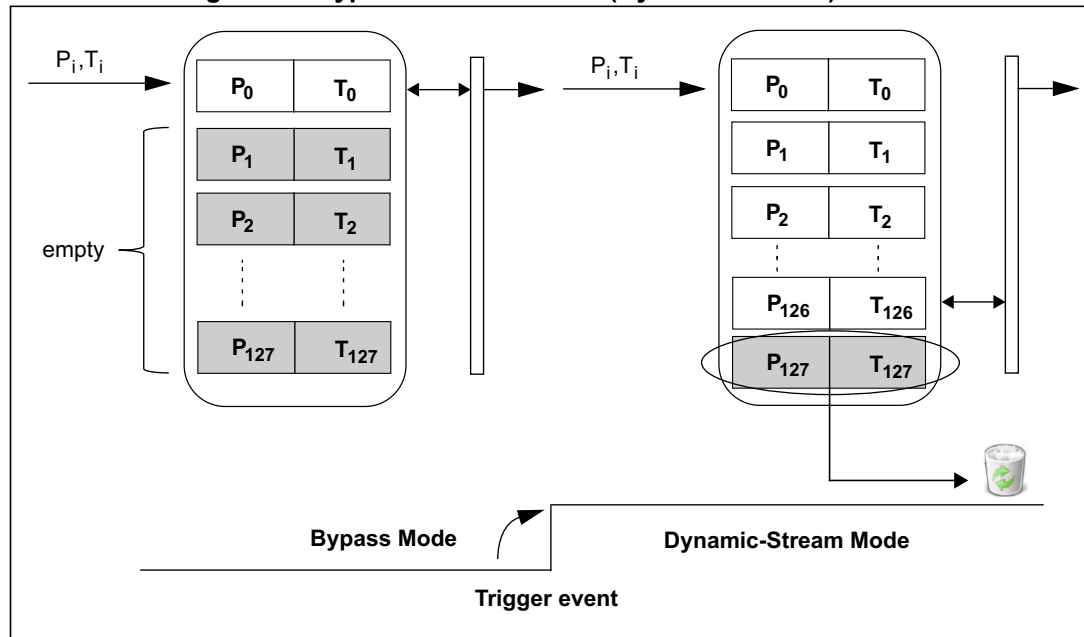 Pᵢ,Tᵢ
P₀ T₀
P₁ T₁
P₂ T₂
empty
P₁₂₇ T₁₂₇
Pᵢ,Tᵢ
P₀ T₀
P₁ T₁
P₂ T₂
P₁₂₆ T₁₂₆
P₁₂₇ T₁₂₇
Bypass Mode
Dynamic-Stream Mode
Trigger event